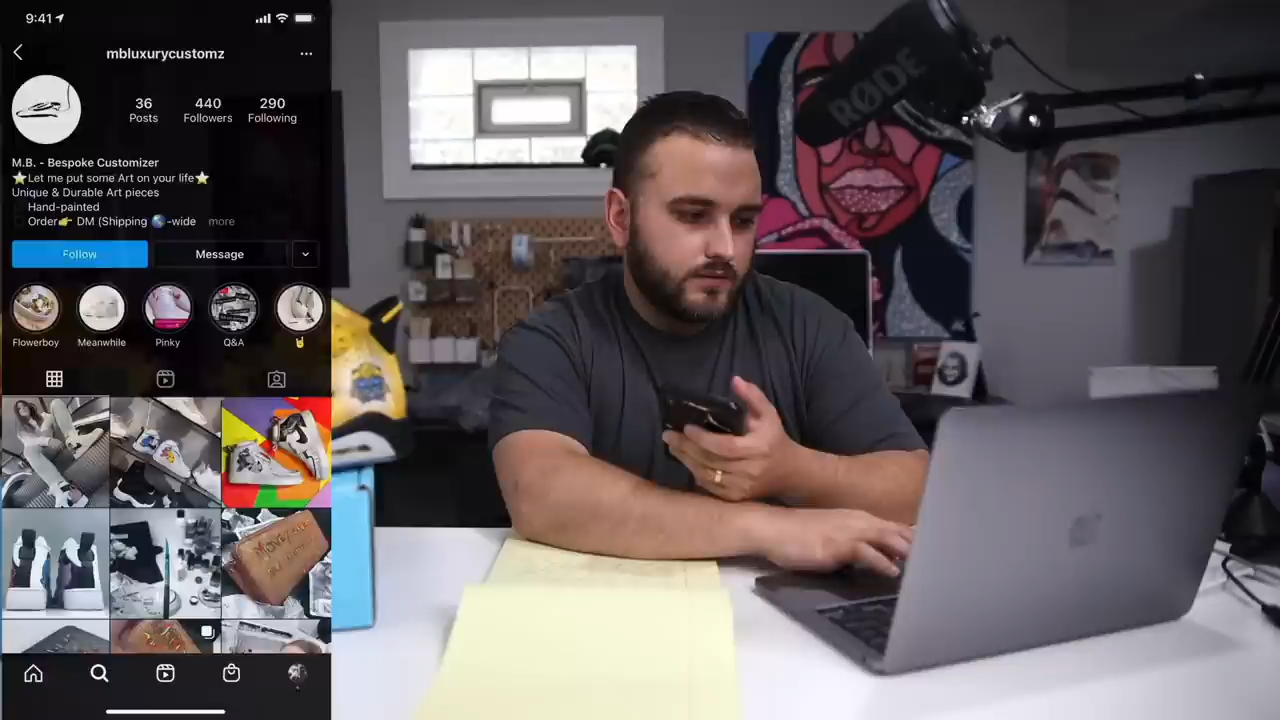 9:41
mbluxurycustomz
36
Posts
440
Followers
290
Following
M.B. - Bespoke Customizer
⭐Let me put some Art on your life⭐
Unique & Durable Art pieces
Hand-painted
Order👉 DM (Shipping 🌏-wide more
Follow
Message
Flowerboy
Meanwhile
Pinky
Q&A
🤘
RØDE